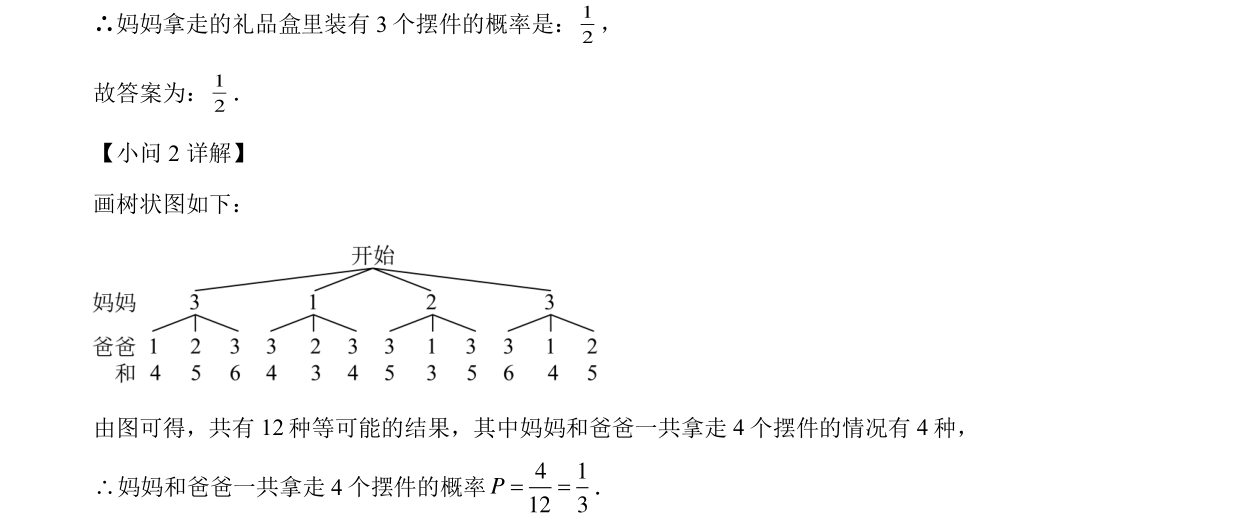 ∴妈妈拿走的礼品盒里装有 3 个摆件的概率是：1/2，
故答案为：1/2．
【小问 2 详解】
画树状图如下：
开始
妈妈 3 1 2 3
爸爸 1 2 3 3 2 3 3 1 3 3 1 2
和 4 5 6 4 3 4 5 3 5 6 4 5
由图可得，共有 12 种等可能的结果，其中妈妈和爸爸一共拿走 4 个摆件的情况有 4 种，
∴妈妈和爸爸一共拿走 4 个摆件的概率 P = 4/12 = 1/3．